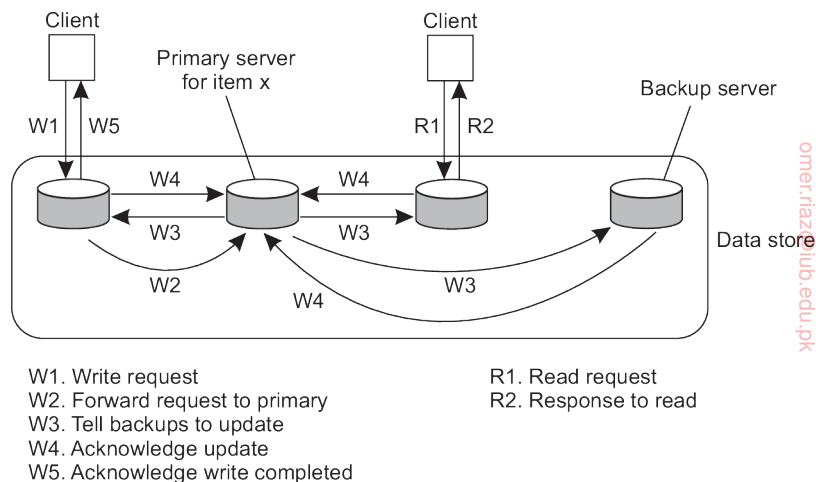 Client
Client
Primary server
for item x
Backup server
W1
W5
R1
R2
W4
W4
W3
W3
W2
W3
W4
Data store
W1. Write request
W2. Forward request to primary
W3. Tell backups to update
W4. Acknowledge update
W5. Acknowledge write completed
R1. Read request
R2. Response to read
omer.riaz@iub.edu.pk